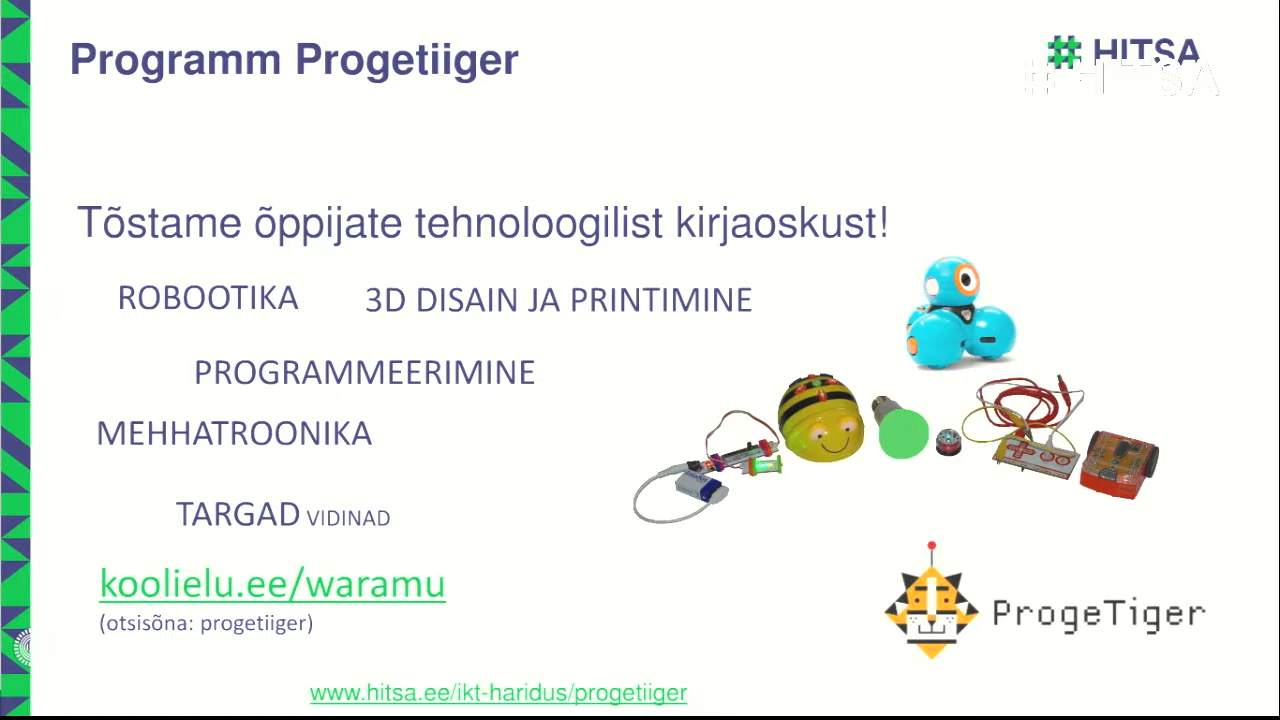 Programm Progetiiger
HITSA
HITSA
Tõstame õppijate tehnoloogilist kirjaoskust!
ROBOOTIKA
3D DISAIN JA PRINTIMINE
PROGRAMMEERIMINE
MEHHATROONIKA
TARGAD VIDINAD
koolielu.ee/waramu
(otsisõna: progetiiger)
ProgeTiger
www.hitsa.ee/ikt-haridus/progetiiger